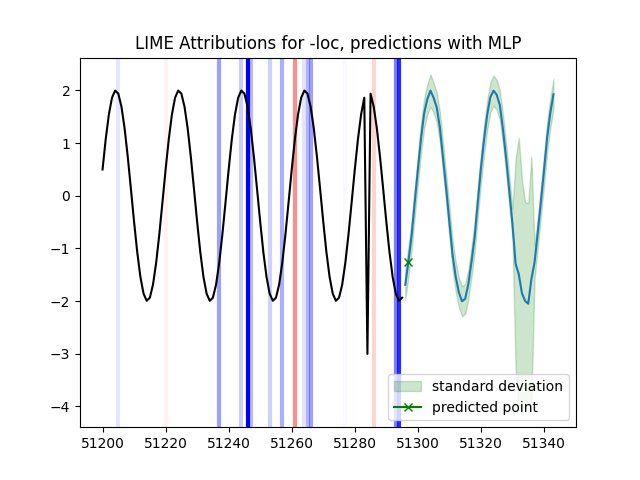 LIME Attributions for -loc, predictions with MLP
2
1
0
−1
−2
−3
−4
standard deviation
predicted point
51200 51220 51240 51260 51280 51300 51320 51340